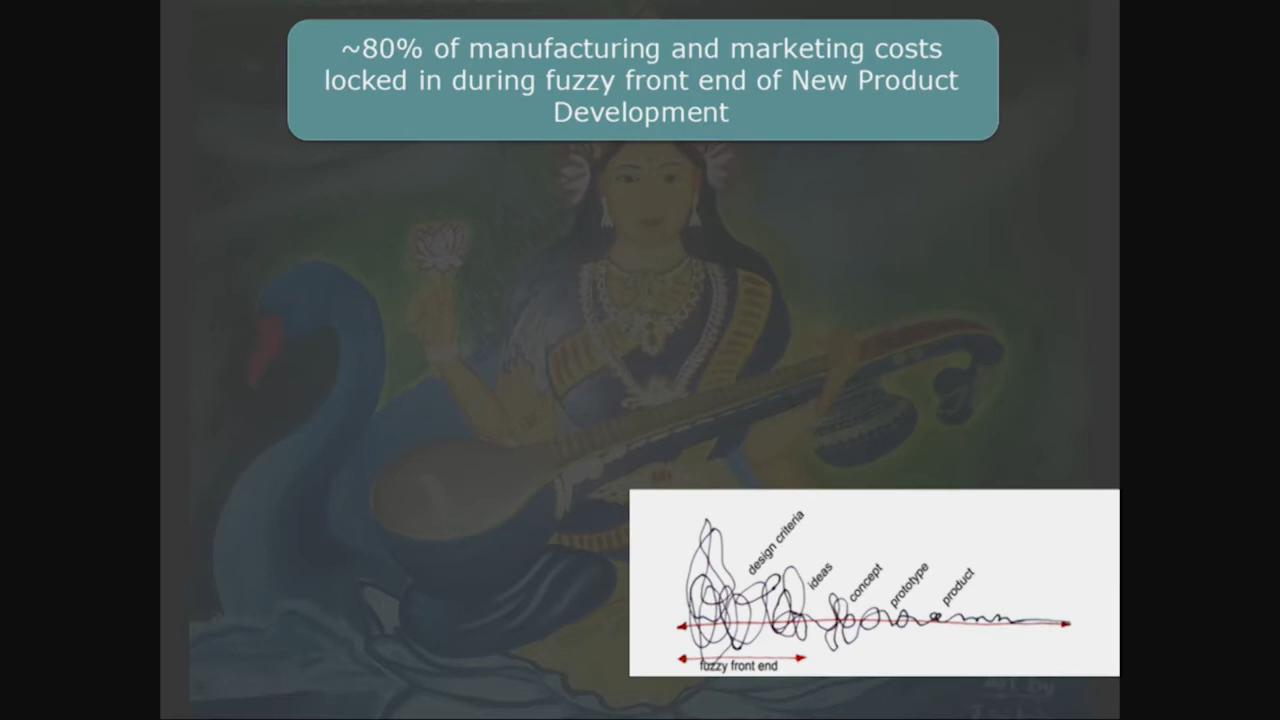 ~80% of manufacturing and marketing costs
locked in during fuzzy front end of New Product
Development
design criteria
ideas
concept
prototype
product
fuzzy front end